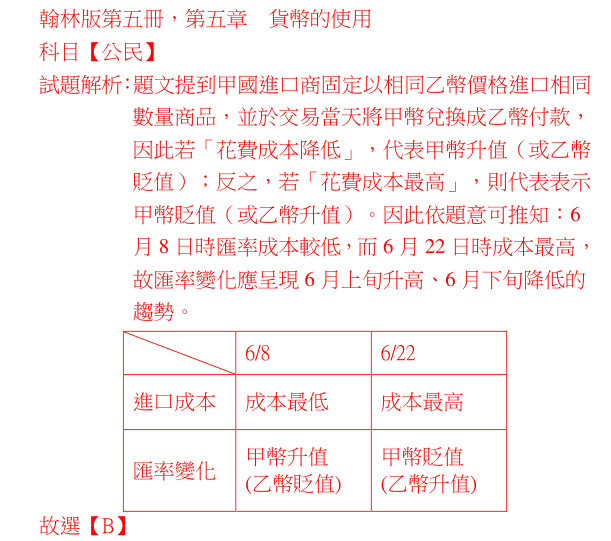 翰林版第五冊，第五章　貨幣的使用
科目【公民】
試題解析：題文提到甲國進口商固定以相同乙幣價格進口相同
數量商品，並於交易當天將甲幣兌換成乙幣付款，
因此若「花費成本降低」，代表甲幣升值（或乙幣
貶值）；反之，若「花費成本最高」，則代表表示
甲幣貶值（或乙幣升值）。因此依題意可推知：6
月 8 日時匯率成本較低，而 6 月 22 日時成本最高，
故匯率變化應呈現 6 月上旬升高、6 月下旬降低的
趨勢。
6/8 6/22
進口成本 成本最低 成本最高
匯率變化 甲幣升值 (乙幣貶值) 甲幣貶值 (乙幣升值)
故選【B】